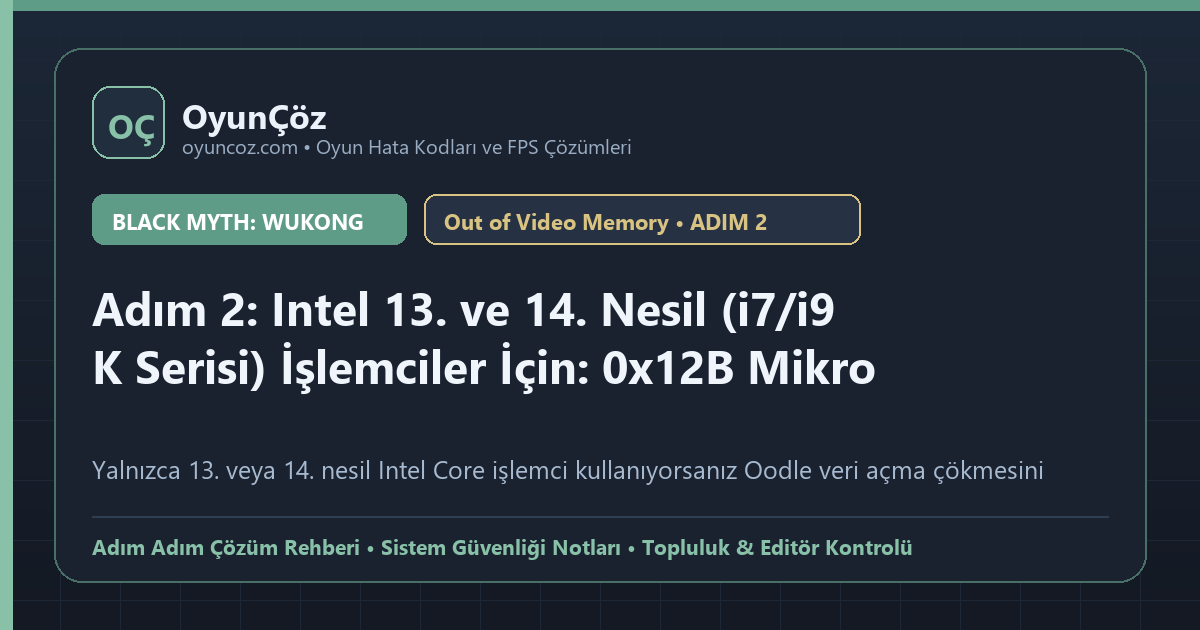 OÇ
OyunÇöz
oyuncoz.com • Oyun Hata Kodları ve FPS Çözümleri
BLACK MYTH: WUKONG
Out of Video Memory • ADIM 2
Adım 2: Intel 13. ve 14. Nesil (i7/i9
K Serisi) İşlemciler İçin: 0x12B Mikro
Yalnızca 13. veya 14. nesil Intel Core işlemci kullanıyorsanız Oodle veri açma çökmesini
Adım Adım Çözüm Rehberi • Sistem Güvenliği Notları • Topluluk & Editör Kontrolü